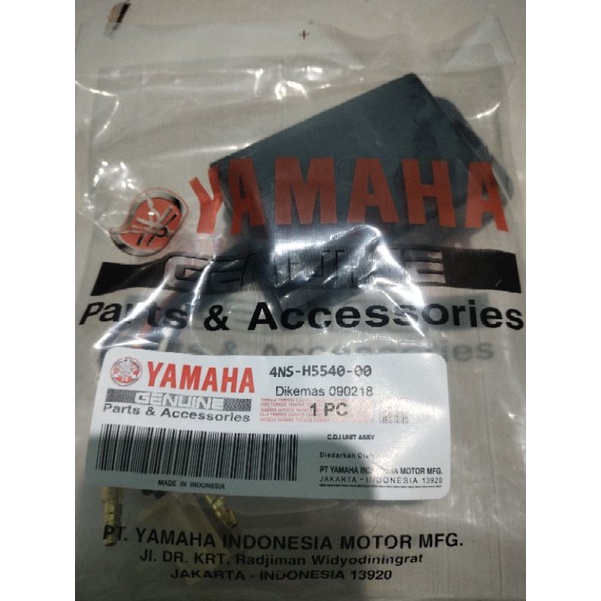 YAMAHA
GENUINE
Parts & Accessories
YAMAHA
GENUINE
Parts & Accessories
MADE IN INDONESIA
4NS-H5540-00
Dikemas 090218
1 PC
C.D.I UNIT ASSY
Diedarkan Oleh
PT YAMAHA INDONESIA MOTOR MFG.
JAKARTA - INDONESIA 13920
PT. YAMAHA INDONESIA MOTOR MFG.
Jl. DR. KRT. Radjiman Widyodiningrat
JAKARTA - INDONESIA 13920